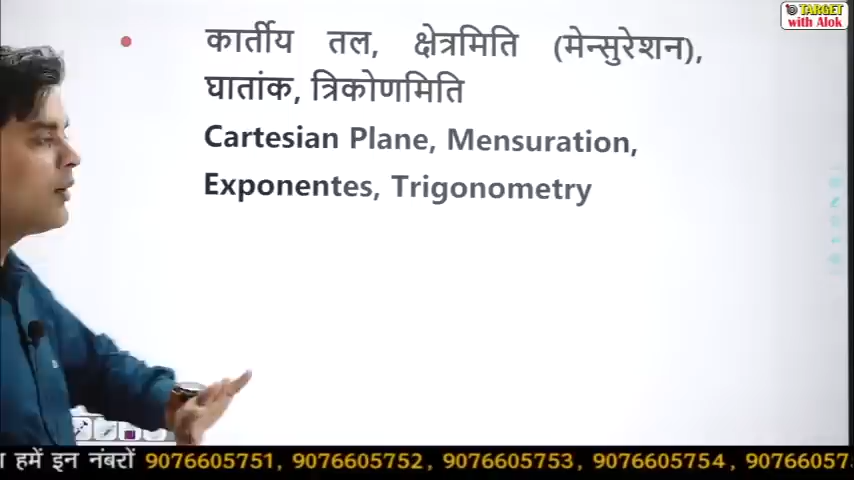 TARGET
with Alok
कार्तीय तल, क्षेत्रमिति (मेन्सुरेशन),
घातांक, त्रिकोणमिति
Cartesian Plane, Mensuration,
Exponentes, Trigonometry
हमें इन नंबरों 9076605751, 9076605752, 9076605753, 9076605754, 90766057